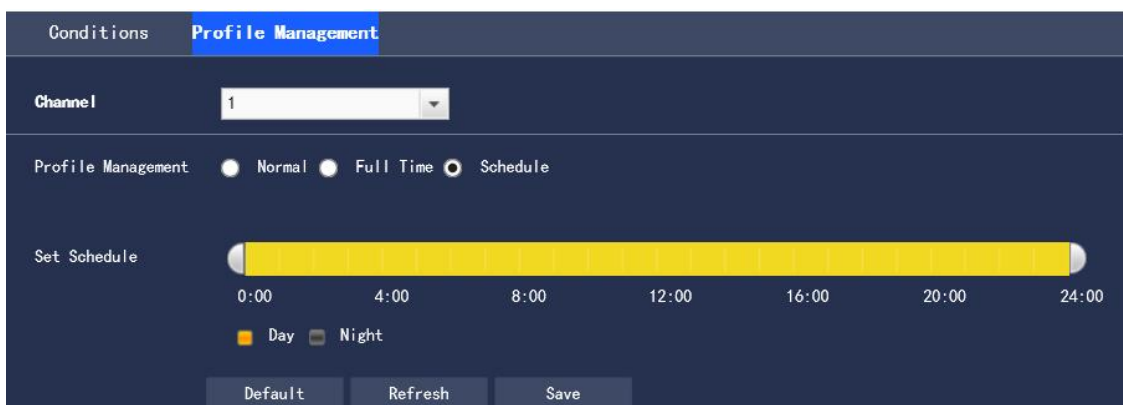 Conditions Profile Management
Channel 1
Profile Management Normal Full Time Schedule
Set Schedule
0:00 4:00 8:00 12:00 16:00 20:00 24:00
Day Night
Default Refresh Save